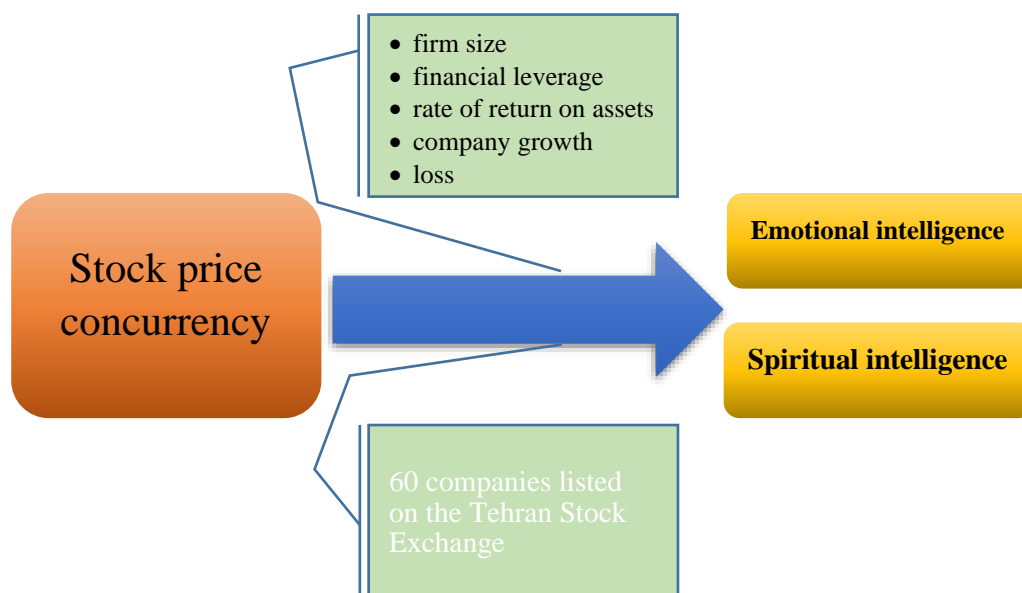 • firm size
• financial leverage
• rate of return on assets
• company growth
• loss
Stock price
concurrency
Emotional intelligence
Spiritual intelligence
60 companies listed
on the Tehran Stock
Exchange